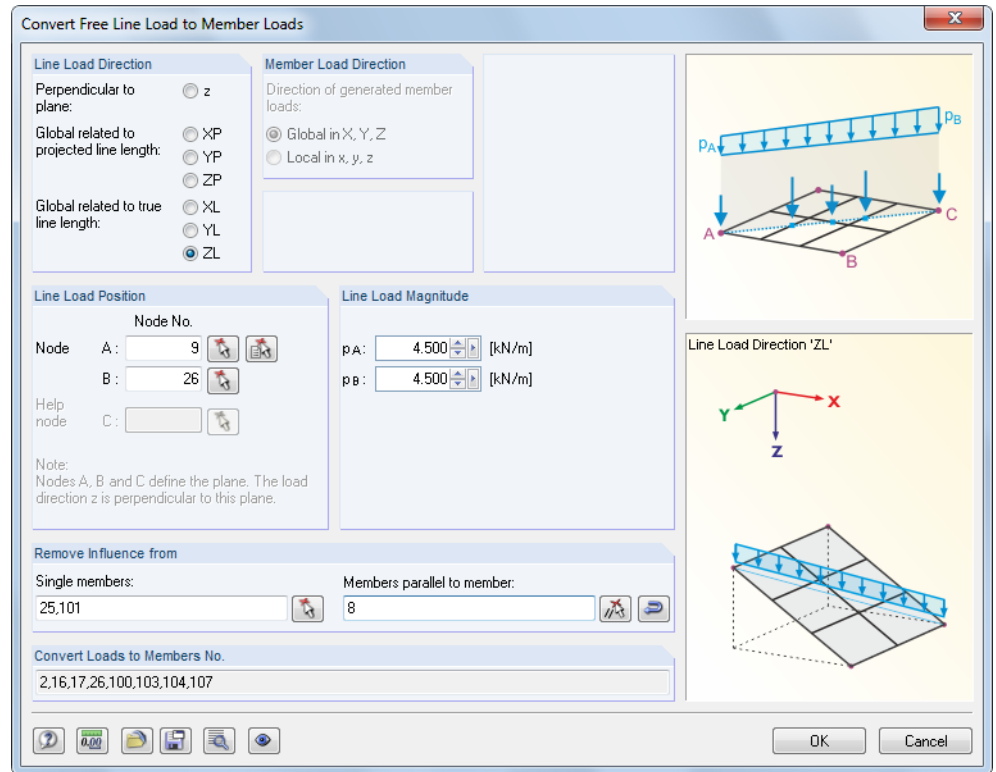 Convert Free Line Load to Member Loads
Line Load Direction
Perpendicular to
plane:
z
Global related to
projected line length:
XP
YP
ZP
Global related to true
line length:
XL
YL
ZL
Member Load Direction
Direction of generated member
loads:
Global in X, Y, Z
Local in x, y, z
pA
pB
A
B
C
Line Load Position
Node No.
Node
A :
9
B :
26
Help
node
C :
Note:
Nodes A, B and C define the plane. The load
direction z is perpendicular to this plane.
Line Load Magnitude
pA:
4.500
[kN/m]
pB:
4.500
[kN/m]
Line Load Direction 'ZL'
X
Y
Z
Remove Influence from
Single members:
25,101
Members parallel to member:
8
Convert Loads to Members No.
2,16,17,26,100,103,104,107
0.00
OK
Cancel